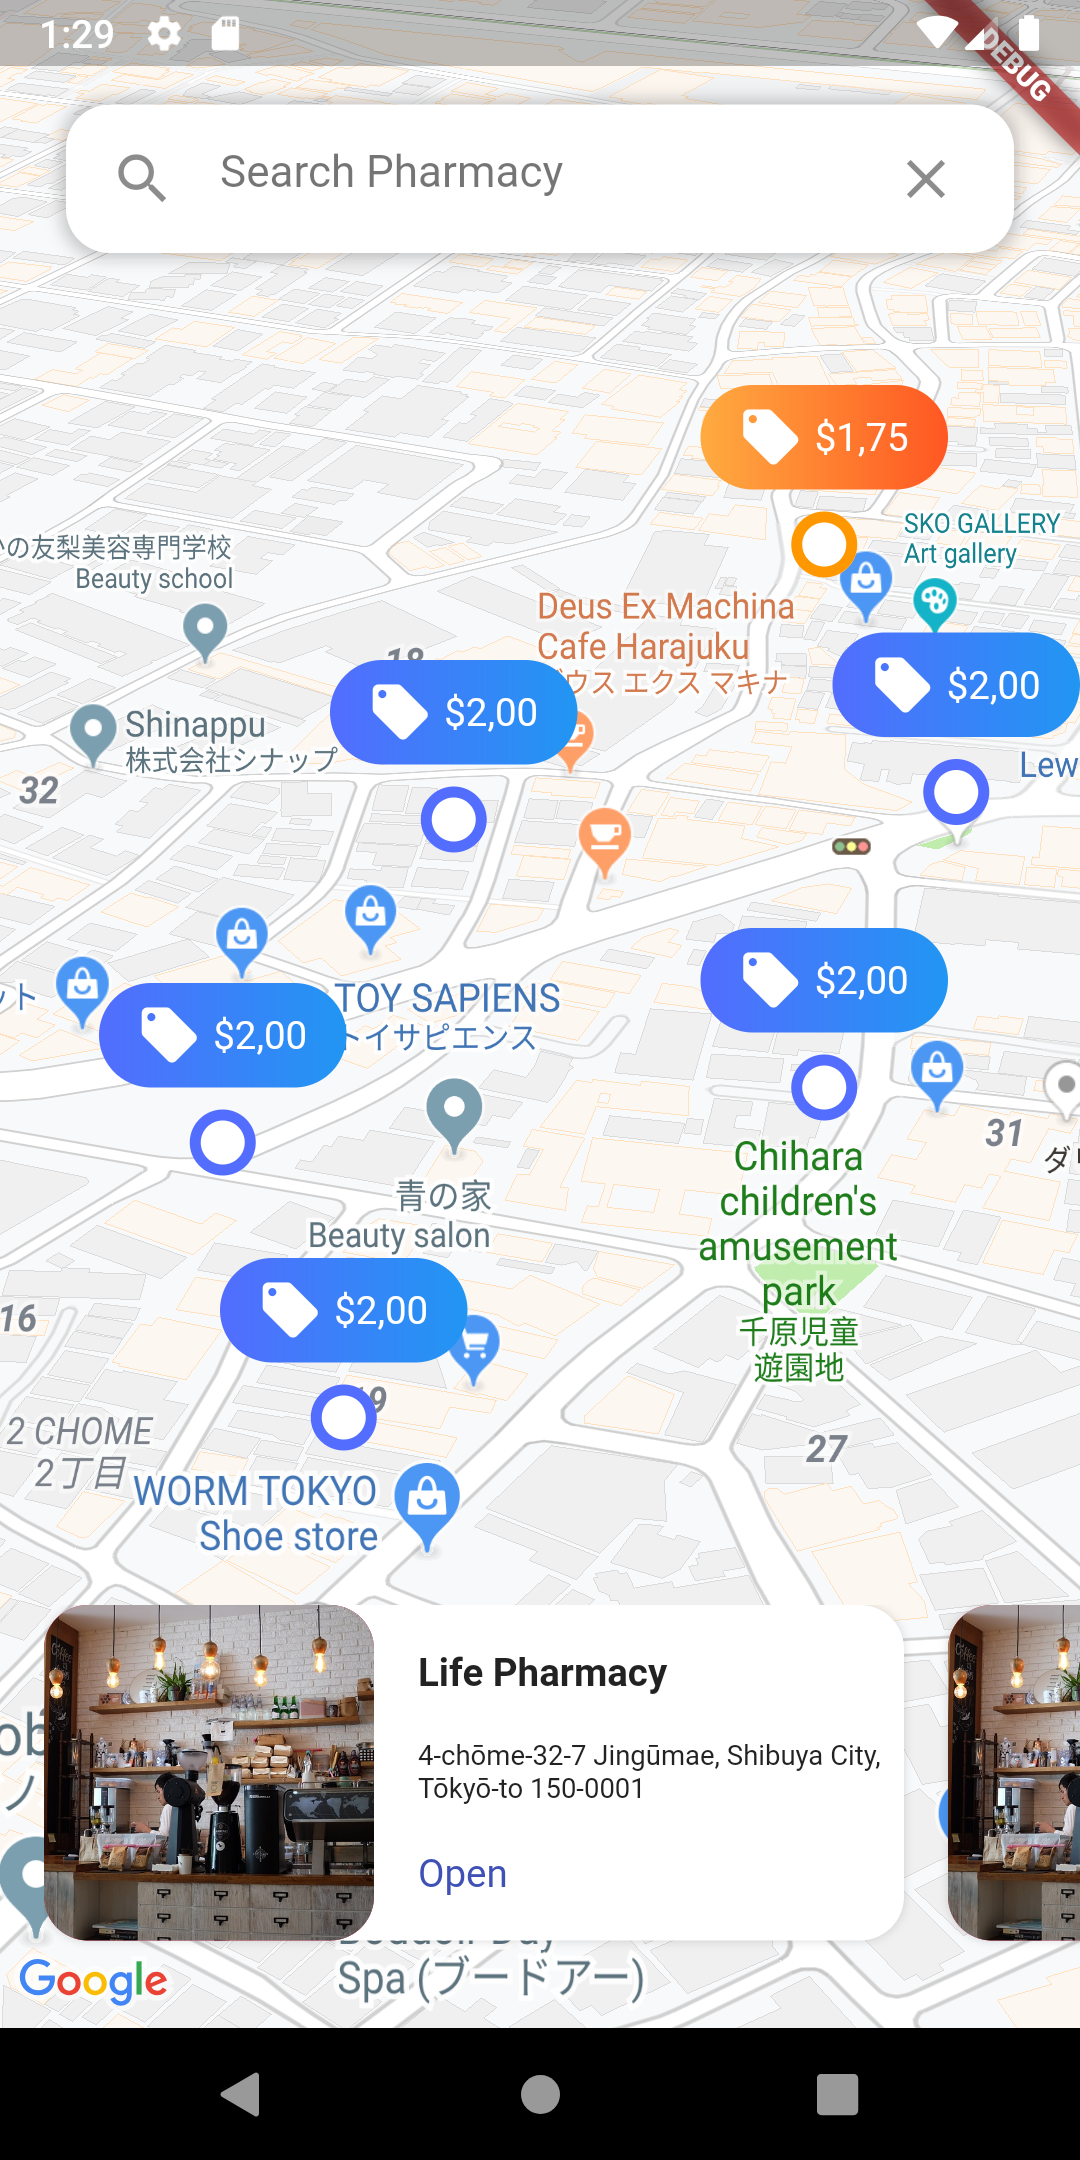 1:29
DEBUG
Search Pharmacy
$1,75
SKO GALLERY
Art gallery
の友梨美容専門学校
Beauty school
Deus Ex Machina
Cafe Harajuku
ウス エクス マキナ
$2,00
$2,00
Shinappu
株式会社シナップ
32
Lew
$2,00
ット
TOY SAPIENS
トイサピエンス
$2,00
31
Chihara
children's
amusement
park
千原児童
遊園地
青の家
Beauty salon
$2,00
16
2 CHOME
2丁目
27
WORM TOKYO
Shoe store
Life Pharmacy
4-chōme-32-7 Jingūmae, Shibuya City,
Tōkyō-to 150-0001
Open
Spa (ブードアー)
Google